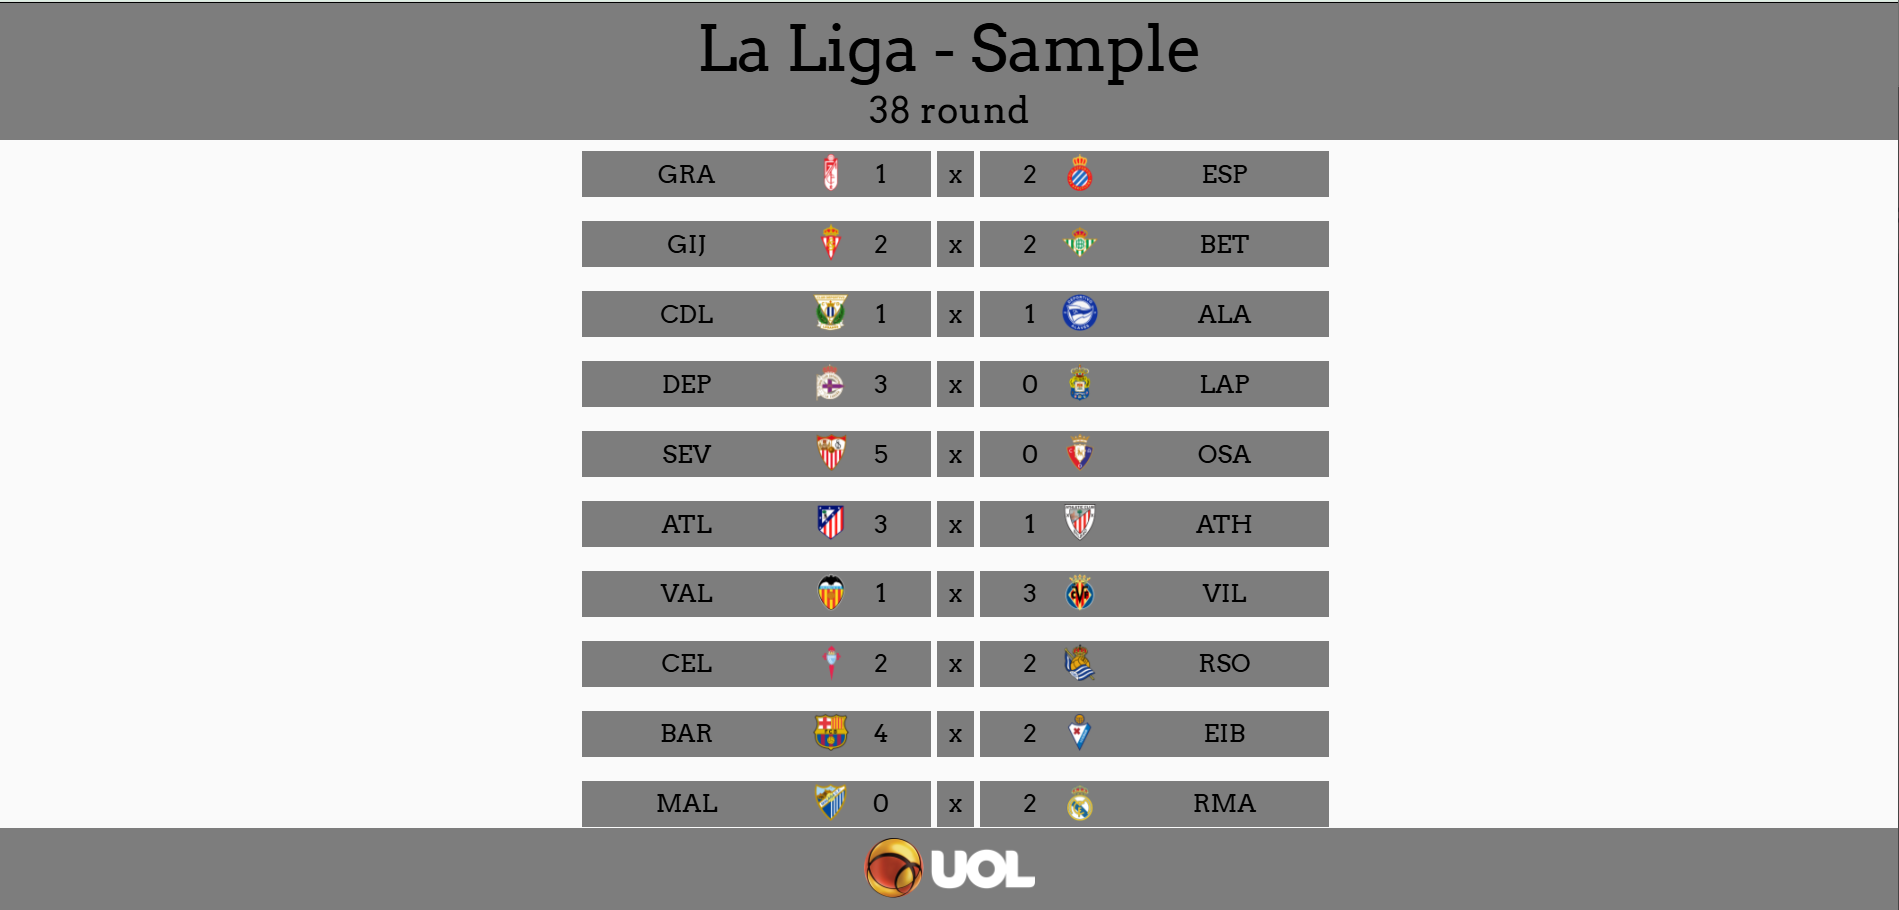 La Liga - Sample
38 round
GRA 1 x 2 ESP
GIJ 2 x 2 BET
CDL 1 x 1 ALA
DEP 3 x 0 LAP
SEV 5 x 0 OSA
ATL 3 x 1 ATH
VAL 1 x 3 VIL
CEL 2 x 2 RSO
BAR 4 x 2 EIB
MAL 0 x 2 RMA
UOL